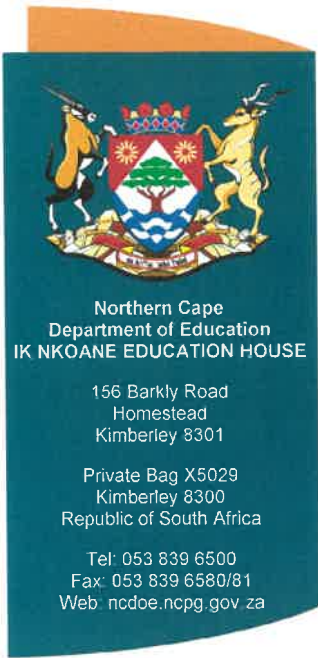 Northern Cape
Department of Education
IK NKOANE EDUCATION HOUSE
156 Barkly Road
Homestead
Kimberley 8301
Private Bag X5029
Kimberley 8300
Republic of South Africa
Tel: 053 839 6500
Fax: 053 839 6580/81
Web: ncdoe.ncpg.gov.za